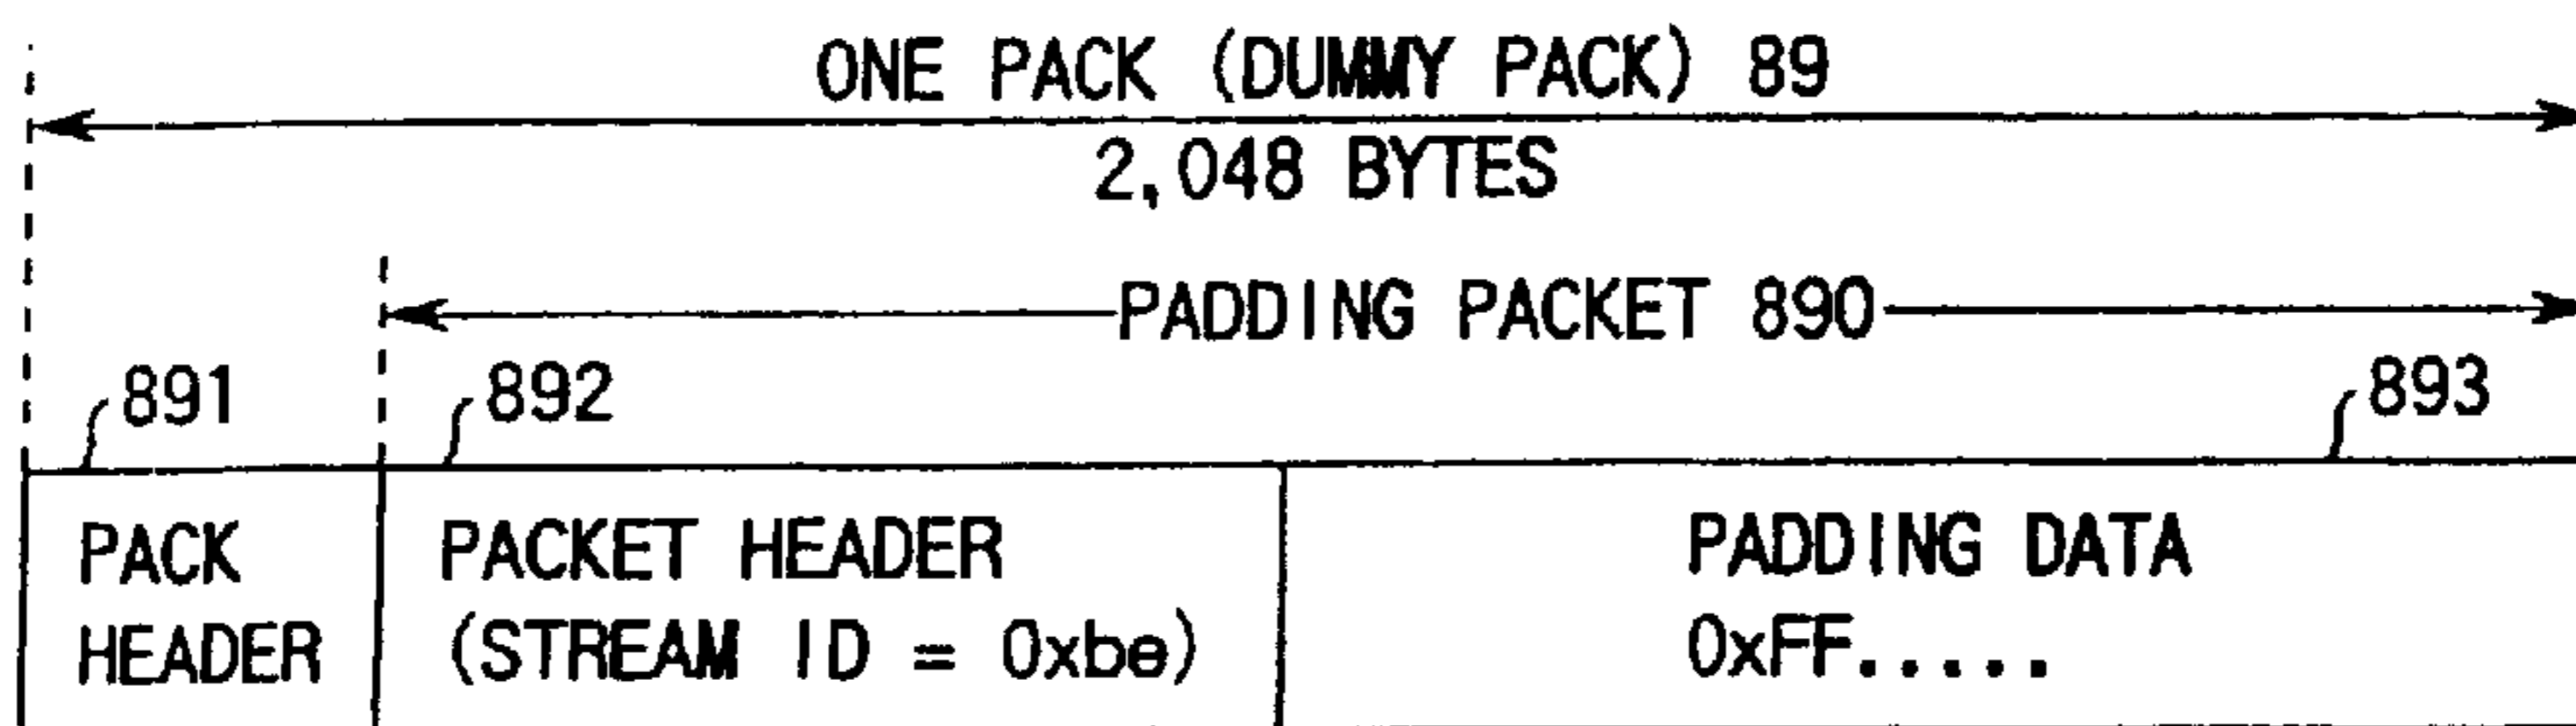 ONE PACK (DUMMY PACK) 89
2,048 BYTES
PADDING PACKET 890
891
892
893
PACK
HEADER
PACKET HEADER
(STREAM ID = 0xbe)
PADDING DATA
0xFF.....